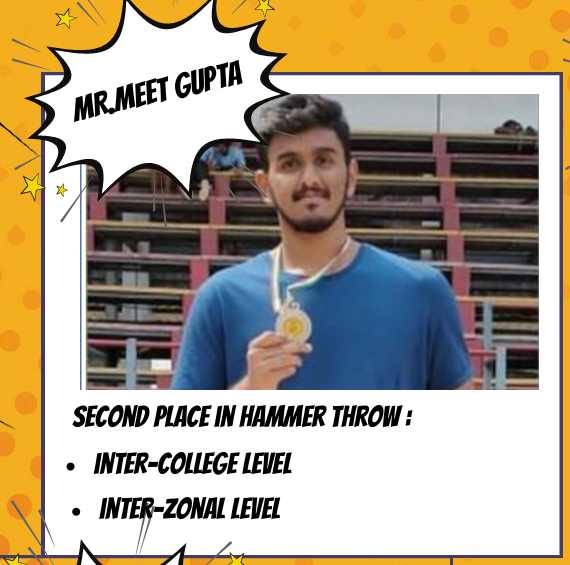 MR.MEET GUPTA
SECOND PLACE IN HAMMER THROW :
• INTER-COLLEGE LEVEL
• INTER-ZONAL LEVEL